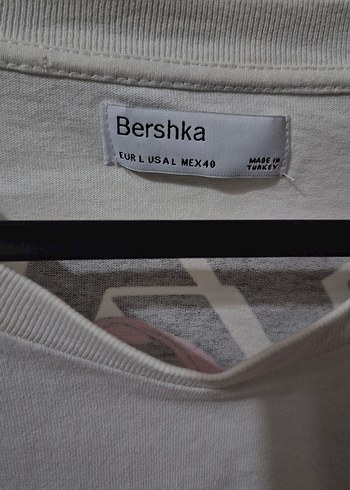 Bershka
EUR L USA L MEX 40
MADE IN
TURKEY